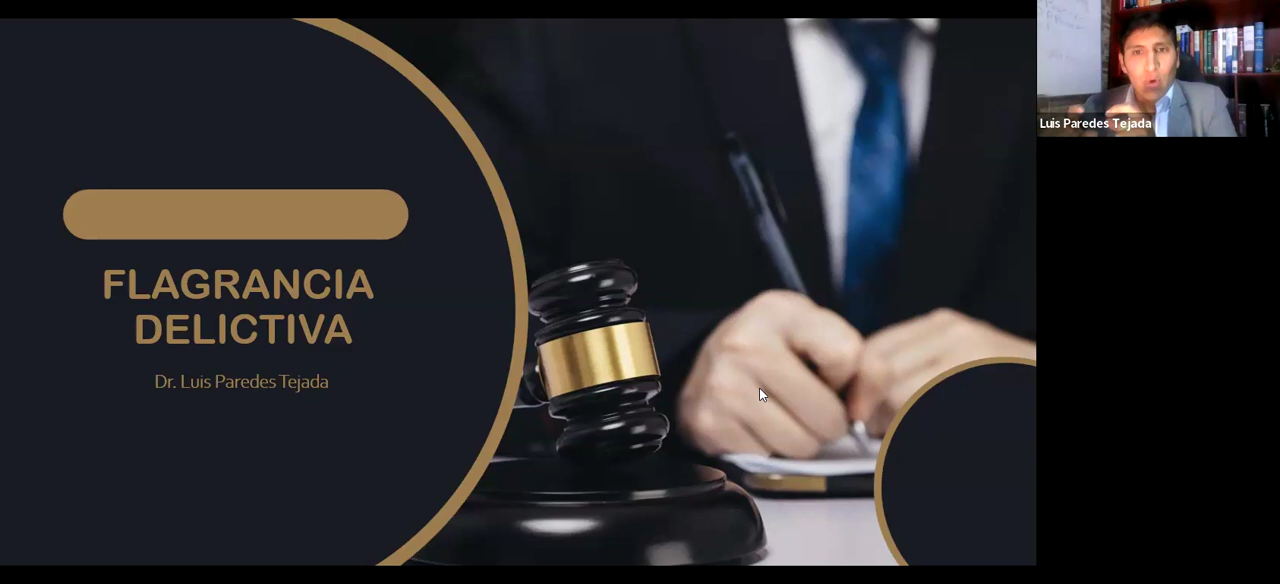 FLAGRANCIA
DELICTIVA
Dr. Luis Paredes Tejada
Luis Paredes Tejada